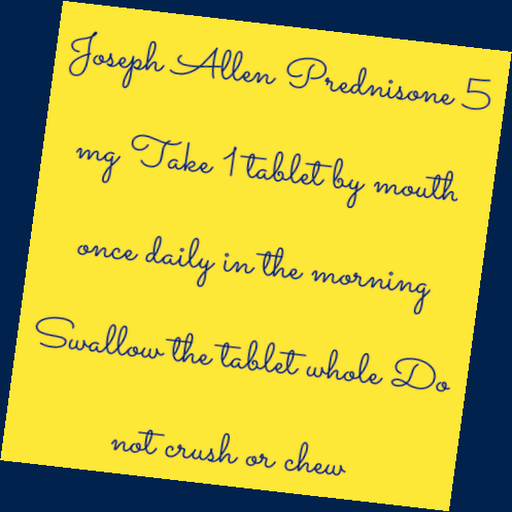 Joseph Allen Prednisone 5
mg Take 1 tablet by mouth
once daily in the morning
Swallow the tablet whole Do
not crush or chew